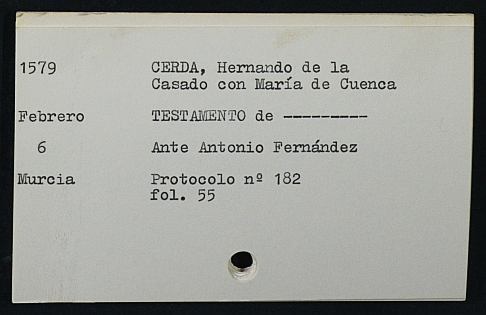 1579 CERDA, Hernando de la
Casado con María de Cuenca
Febrero TESTAMENTO de ---------
6 Ante Antonio Fernández
Murcia Protocolo nº 182
fol. 55